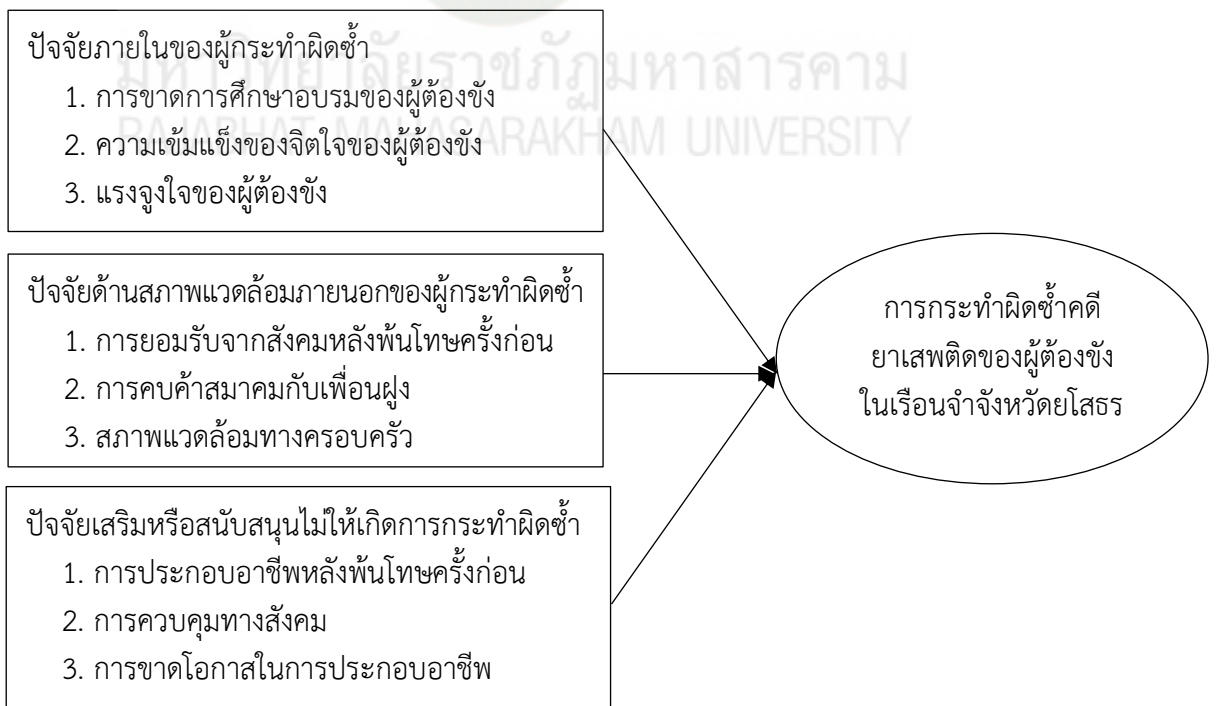 ปัจจัยภายในของผู้กระทำผิดซ้ำ
1. การขาดการศึกษาอบรมของผู้ต้องขัง
2. ความเข้มแข็งของจิตใจของผู้ต้องขัง
3. แรงจูงใจของผู้ต้องขัง
มหาวิทยาลัยราชภัฏมหาสารคาม
RAJABHAT MAHASARAKHAM UNIVERSITY
ปัจจัยด้านสภาพแวดล้อมภายนอกของผู้กระทำผิดซ้ำ
1. การยอมรับจากสังคมหลังพ้นโทษครั้งก่อน
2. การคบค้าสมาคมกับเพื่อนฝูง
3. สภาพแวดล้อมทางครอบครัว
ปัจจัยเสริมหรือสนับสนุนไม่ให้เกิดการกระทำผิดซ้ำ
1. การประกอบอาชีพหลังพ้นโทษครั้งก่อน
2. การควบคุมทางสังคม
3. การขาดโอกาสในการประกอบอาชีพ
การกระทำผิดซ้ำคดี
ยาเสพติดของผู้ต้องขัง
ในเรือนจำจังหวัดยโสธร